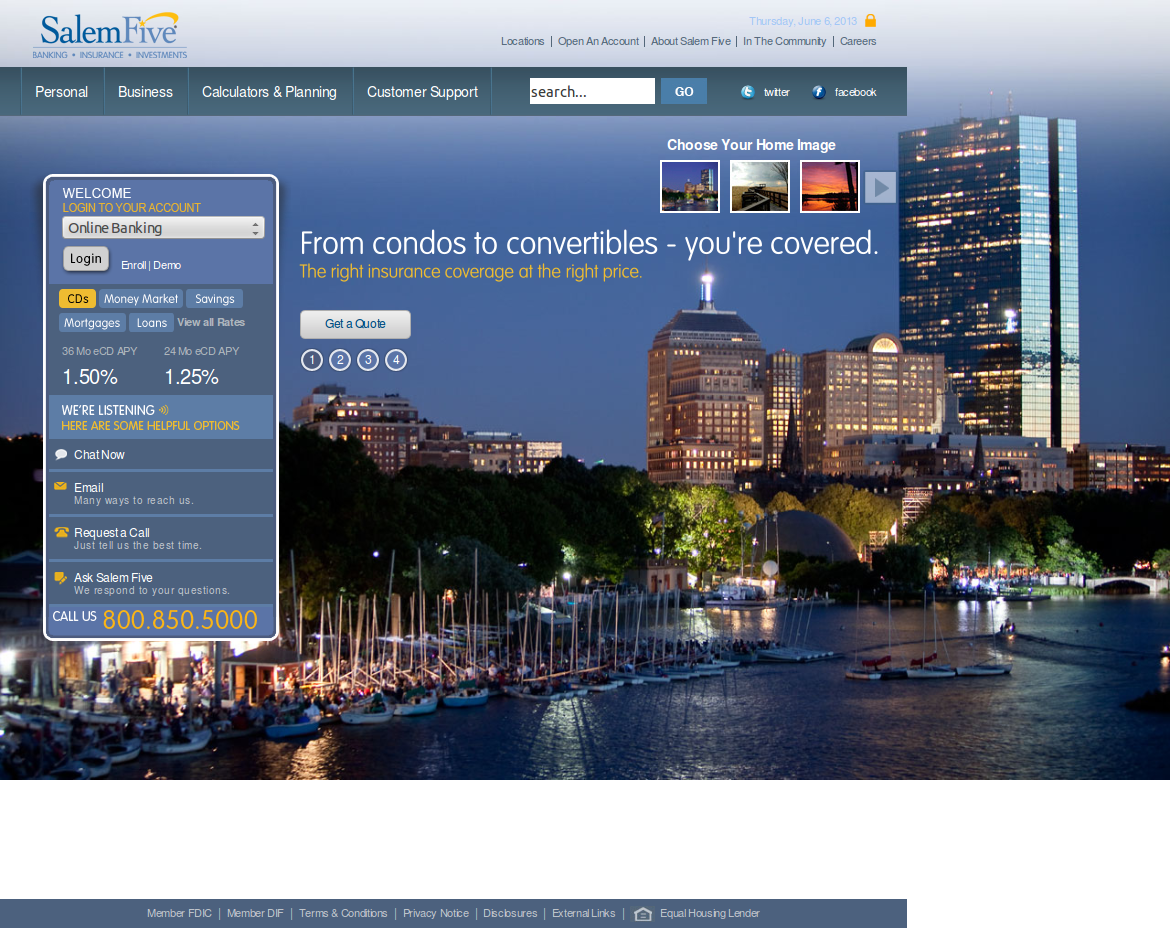 SalemFive
BANKING • INSURANCE • INVESTMENTS
Thursday, June 6, 2013
Locations | Open An Account | About Salem Five | In The Community | Careers
Personal
Business
Calculators & Planning
Customer Support
search...
GO
twitter
facebook
Choose Your Home Image
WELCOME
LOGIN TO YOUR ACCOUNT
Online Banking
Login
Enroll | Demo
From condos to convertibles - you're covered.
The right insurance coverage at the right price.
Get a Quote
1 2 3 4
CDs Money Market Savings
Mortgages Loans View all Rates
36 Mo eCD APY 24 Mo eCD APY
1.50% 1.25%
WE'RE LISTENING
HERE ARE SOME HELPFUL OPTIONS
Chat Now
Email
Many ways to reach us.
Request a Call
Just tell us the best time.
Ask Salem Five
We respond to your questions.
CALL US 800.850.5000
Member FDIC | Member DIF | Terms & Conditions | Privacy Notice | Disclosures | External Links | Equal Housing Lender